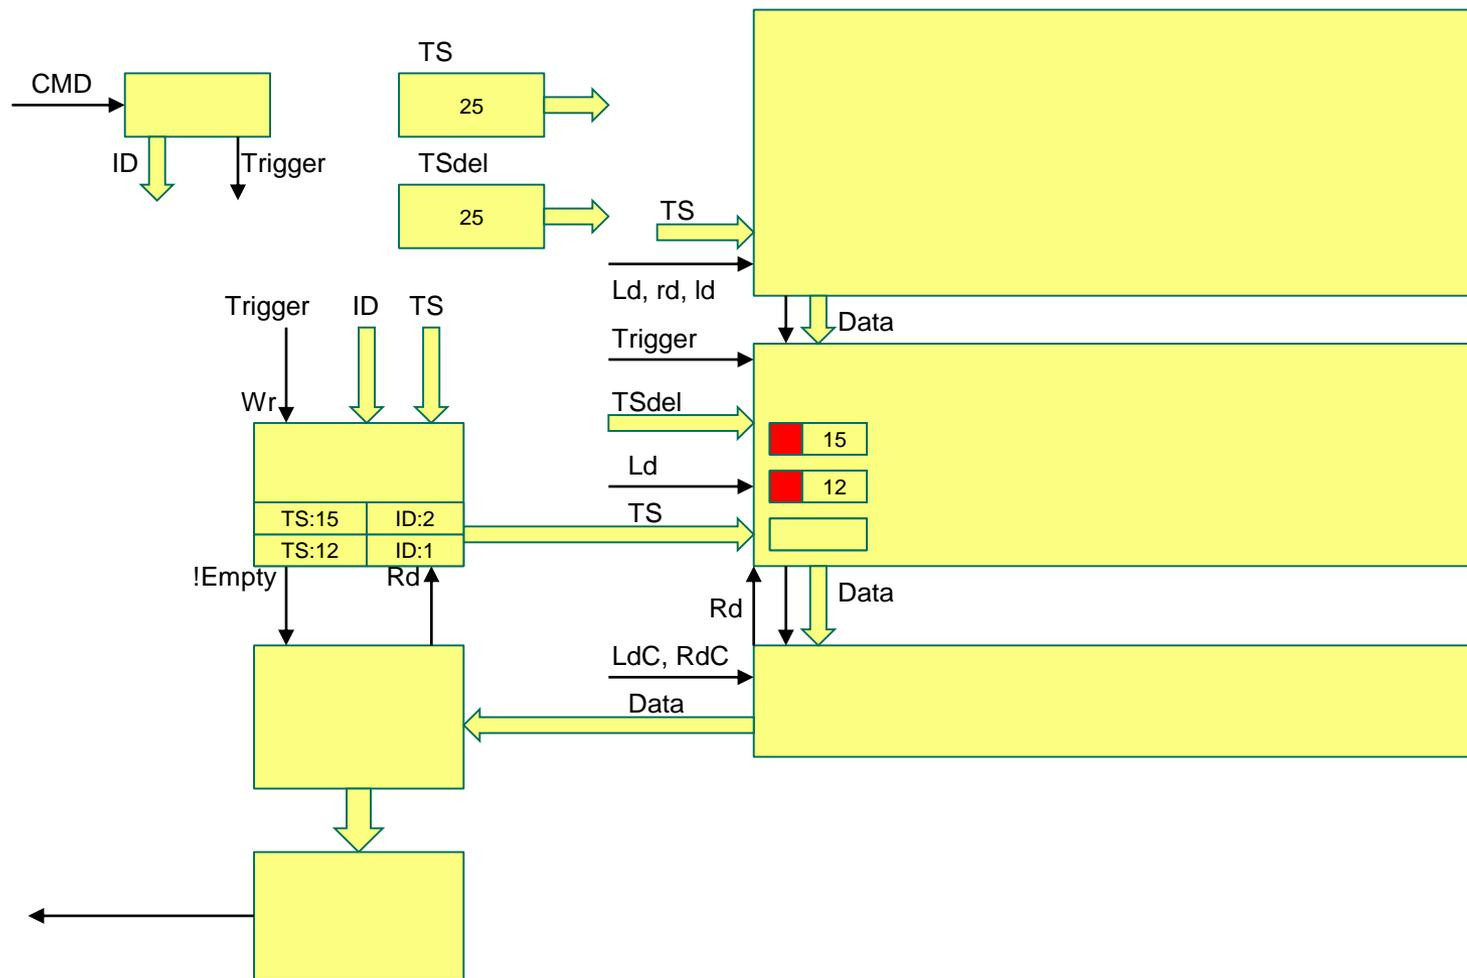 TS
CMD
25
ID
Trigger
TSdel
25
TS
Ld, rd, ld
Trigger
ID
TS
Data
Trigger
Wr
TSdel
15
Ld
12
TS
TS:15
ID:2
TS:12
ID:1
!Empty
Rd
Data
Rd
LdC, RdC
Data